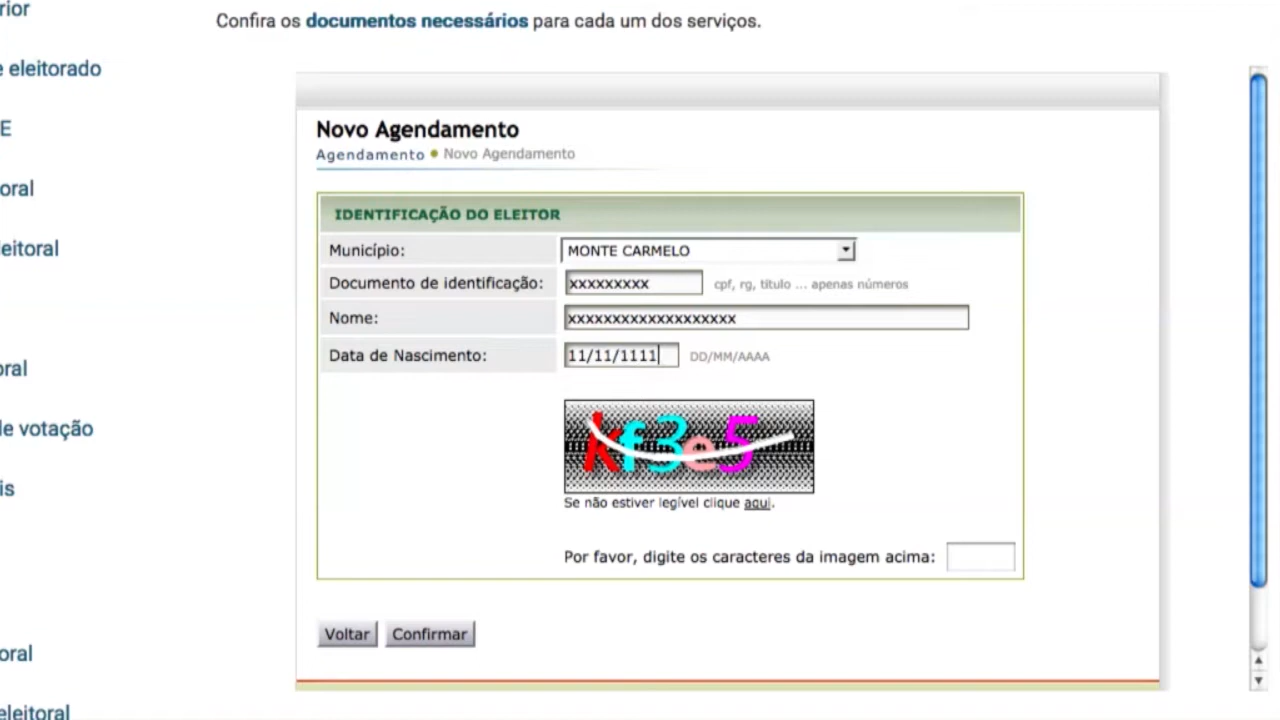 rior
e eleitorado
E
oral
leitoral
oral
de votação
is
oral
eleitoral
Confira os documentos necessários para cada um dos serviços.
Novo Agendamento
Agendamento • Novo Agendamento
IDENTIFICAÇÃO DO ELEITOR
Município: MONTE CARMELO
Documento de identificação: xxxxxxxxx cpf, rg, título ... apenas números
Nome: xxxxxxxxxxxxxxxxxxx
Data de Nascimento: 11/11/1111 DD/MM/AAAA
kf3e5
Se não estiver legível clique aqui.
Por favor, digite os caracteres da imagem acima:
Voltar Confirmar